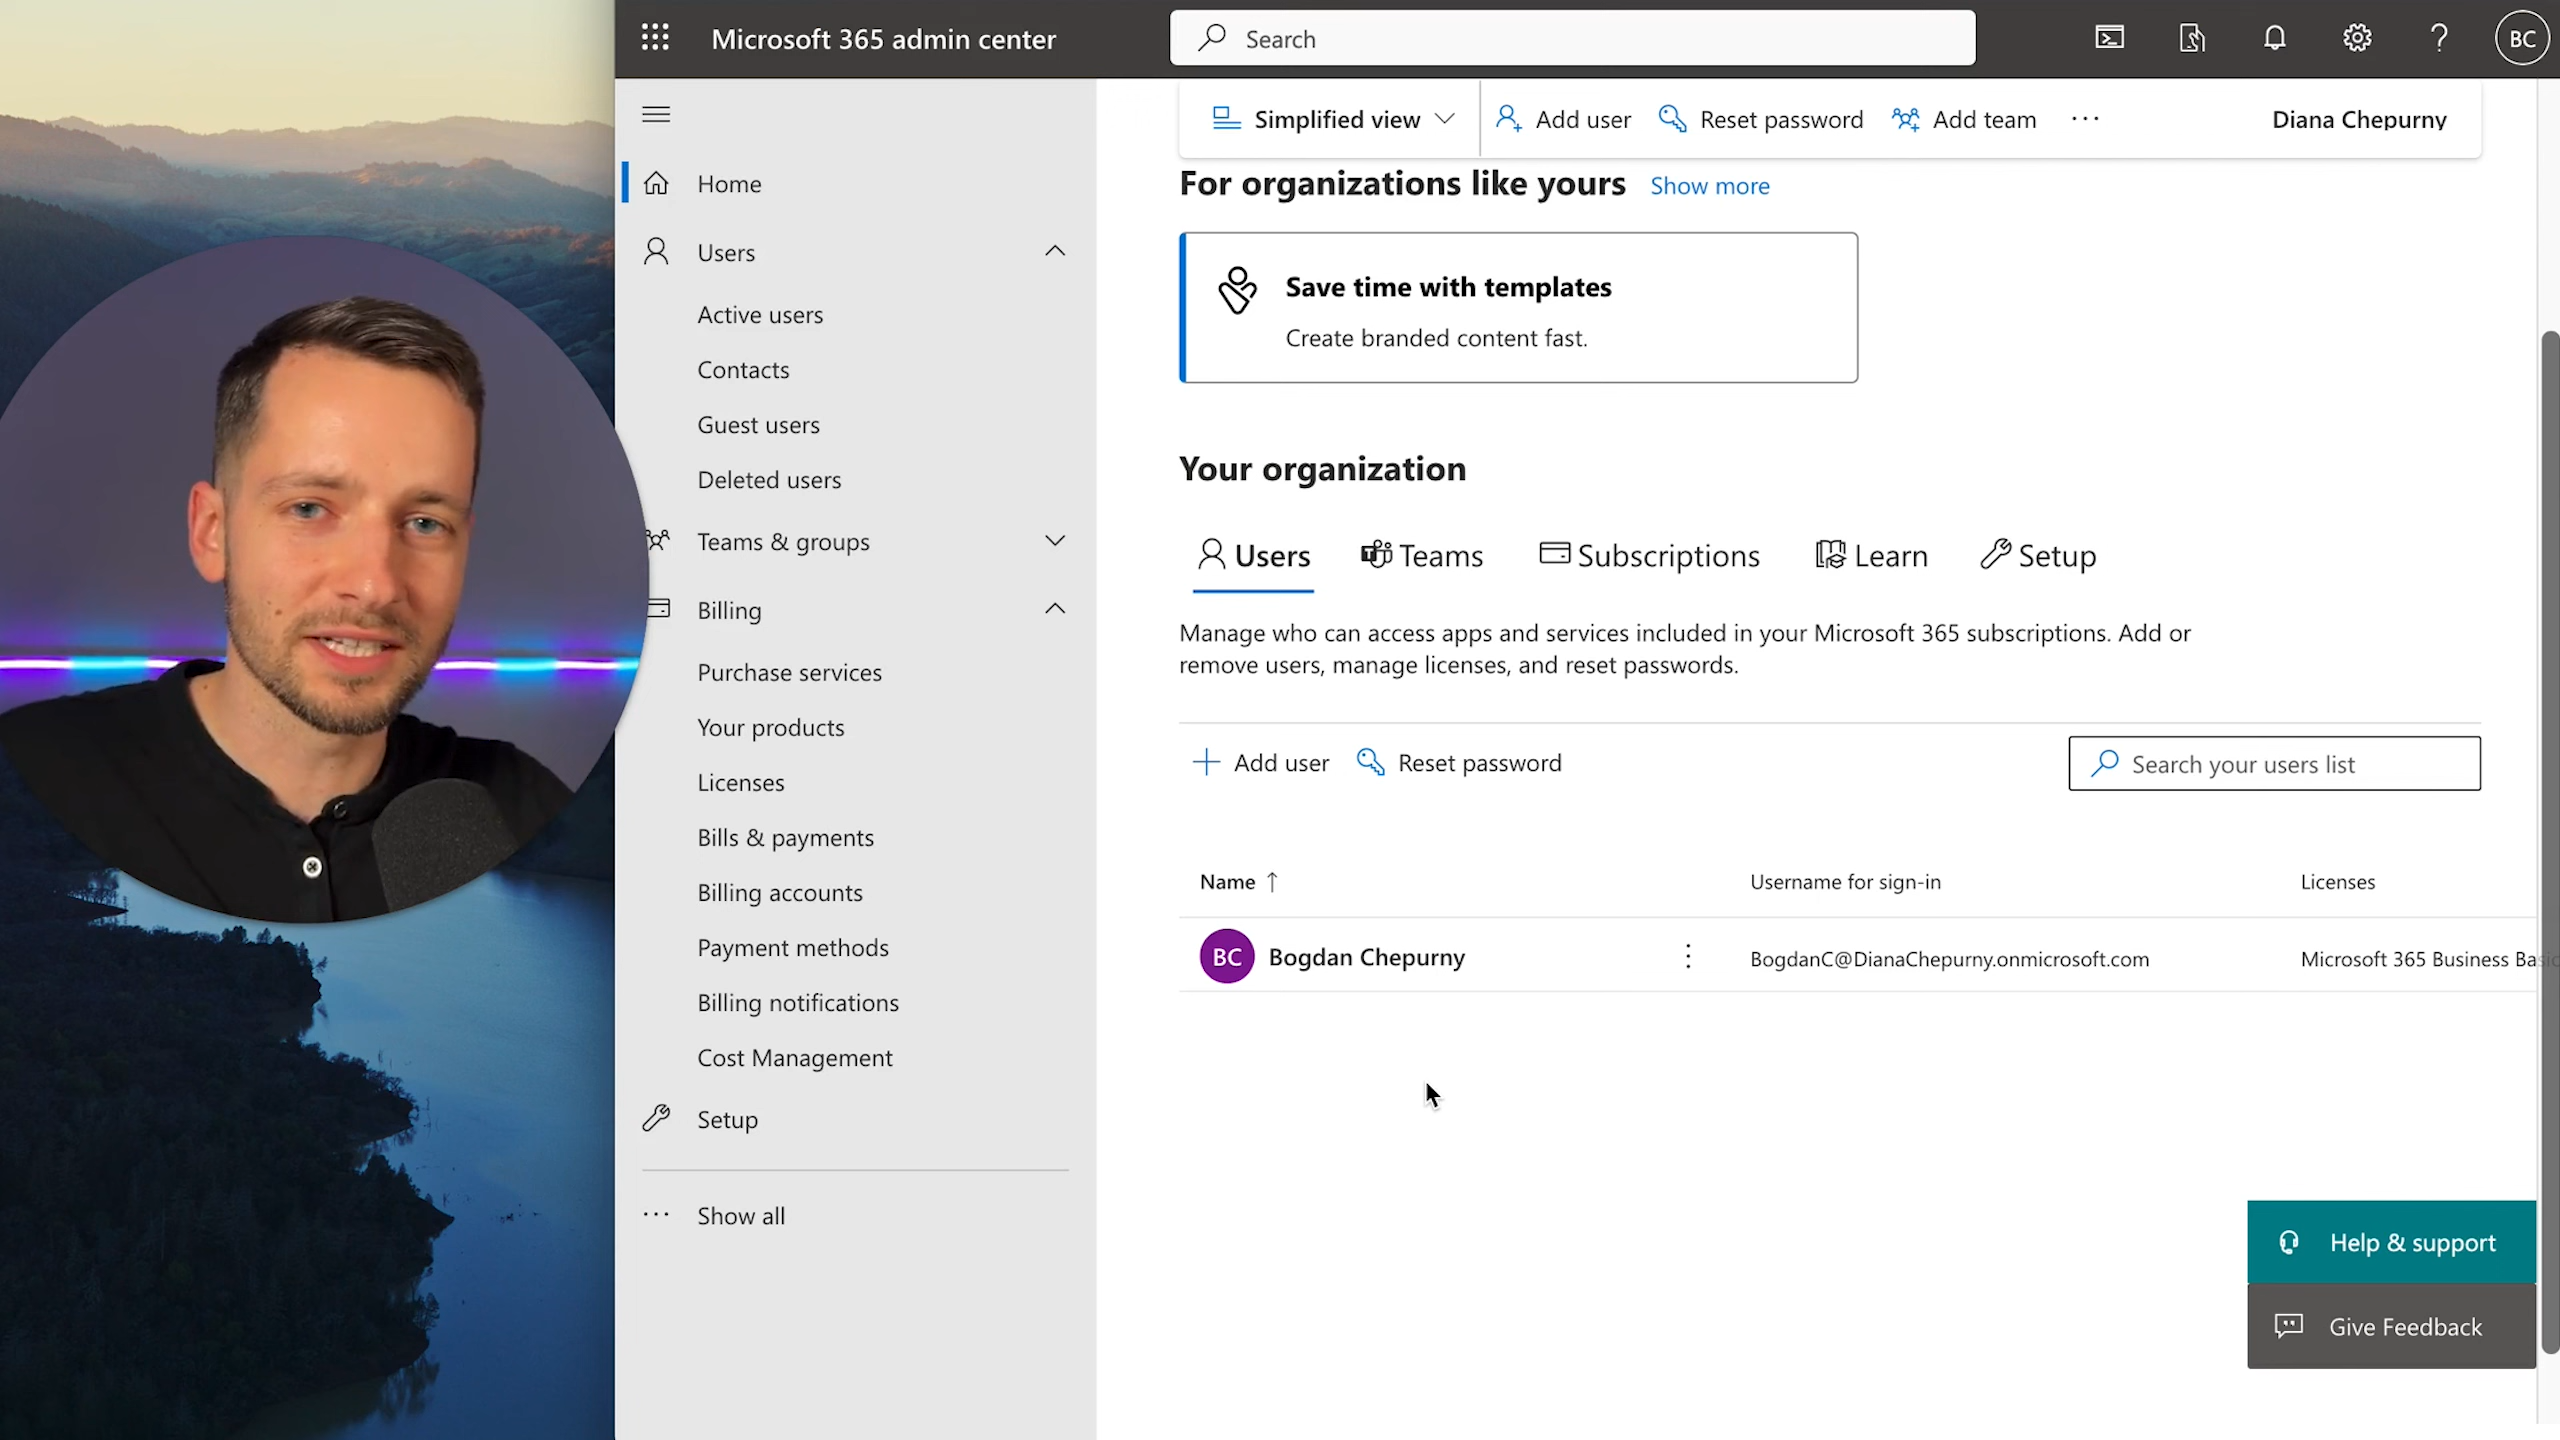 Microsoft 365 admin center
Search
BC
Simplified view
Add user
Reset password
Add team
Diana Chepurny
Home
Users
Active users
Contacts
Guest users
Deleted users
Teams & groups
Billing
Purchase services
Your products
Licenses
Bills & payments
Billing accounts
Payment methods
Billing notifications
Cost Management
Setup
Show all
For organizations like yours
Show more
Save time with templates
Create branded content fast.
Your organization
Users
Teams
Subscriptions
Learn
Setup
Manage who can access apps and services included in your Microsoft 365 subscriptions. Add or
remove users, manage licenses, and reset passwords.
Add user
Reset password
Search your users list
Name
Username for sign-in
Licenses
BC
Bogdan Chepurny
BogdanC@DianaChepurny.onmicrosoft.com
Microsoft 365 Business Basic
Help & support
Give Feedback